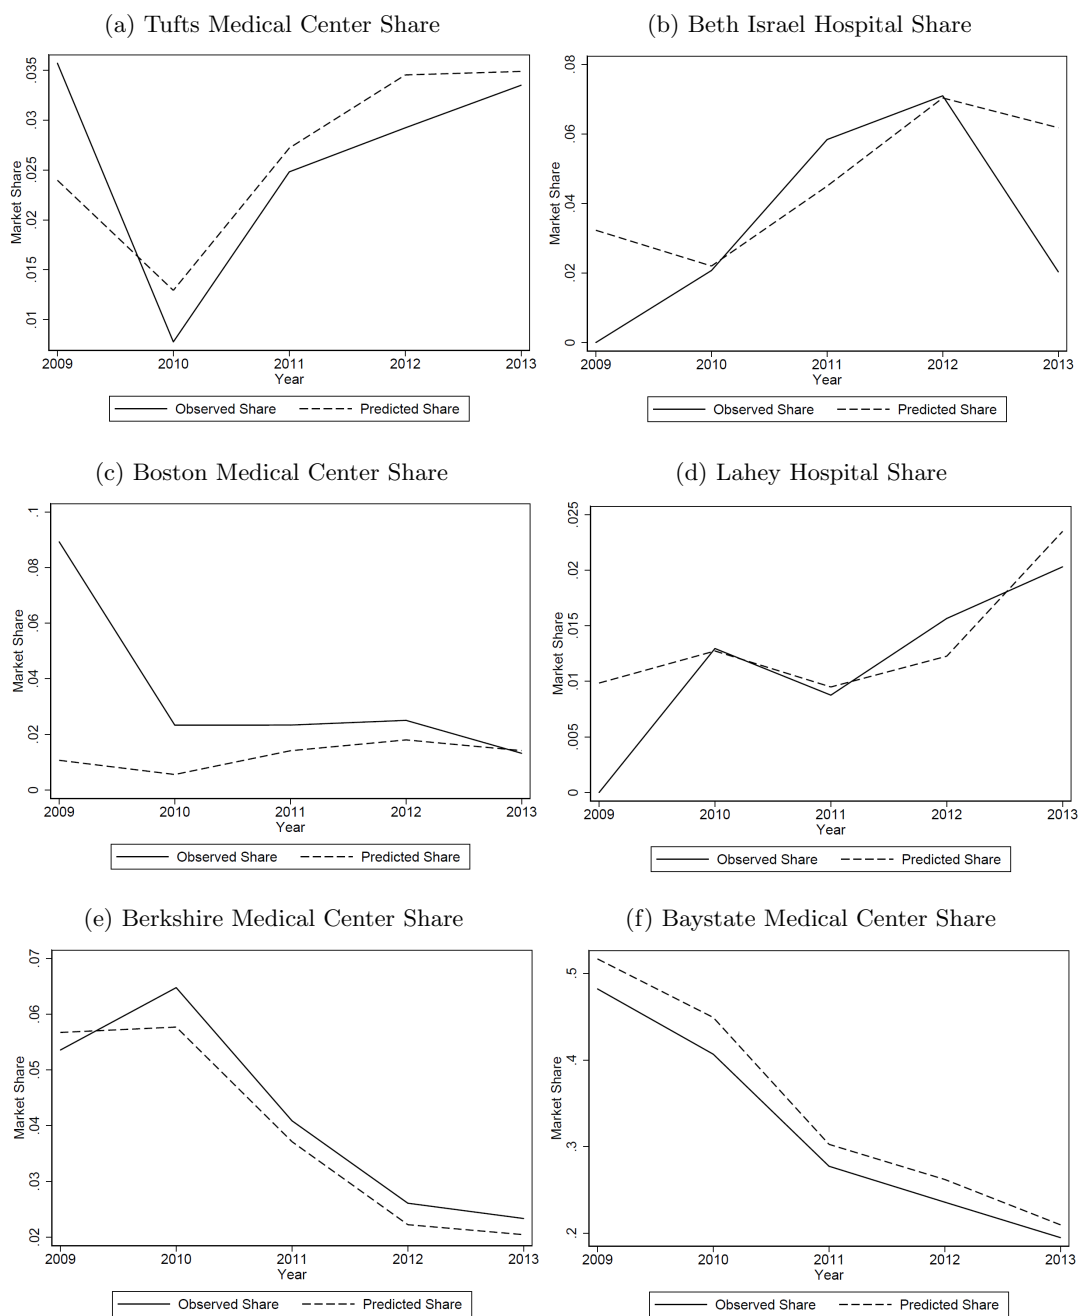 (a) Tufts Medical Center Share
Market Share
.01 .015 .02 .025 .03 .035
2009 2010 2011 2012 2013
Year
Observed Share Predicted Share
(b) Beth Israel Hospital Share
Market Share
0 .02 .04 .06 .08
2009 2010 2011 2012 2013
Year
Observed Share Predicted Share
(c) Boston Medical Center Share
Market Share
0 .02 .04 .06 .08 .1
2009 2010 2011 2012 2013
Year
Observed Share Predicted Share
(d) Lahey Hospital Share
Market Share
0 .005 .01 .015 .02 .025
2009 2010 2011 2012 2013
Year
Observed Share Predicted Share
(e) Berkshire Medical Center Share
Market Share
.02 .03 .04 .05 .06 .07
2009 2010 2011 2012 2013
Year
Observed Share Predicted Share
(f) Baystate Medical Center Share
Market Share
.2 .3 .4 .5
2009 2010 2011 2012 2013
Year
Observed Share Predicted Share